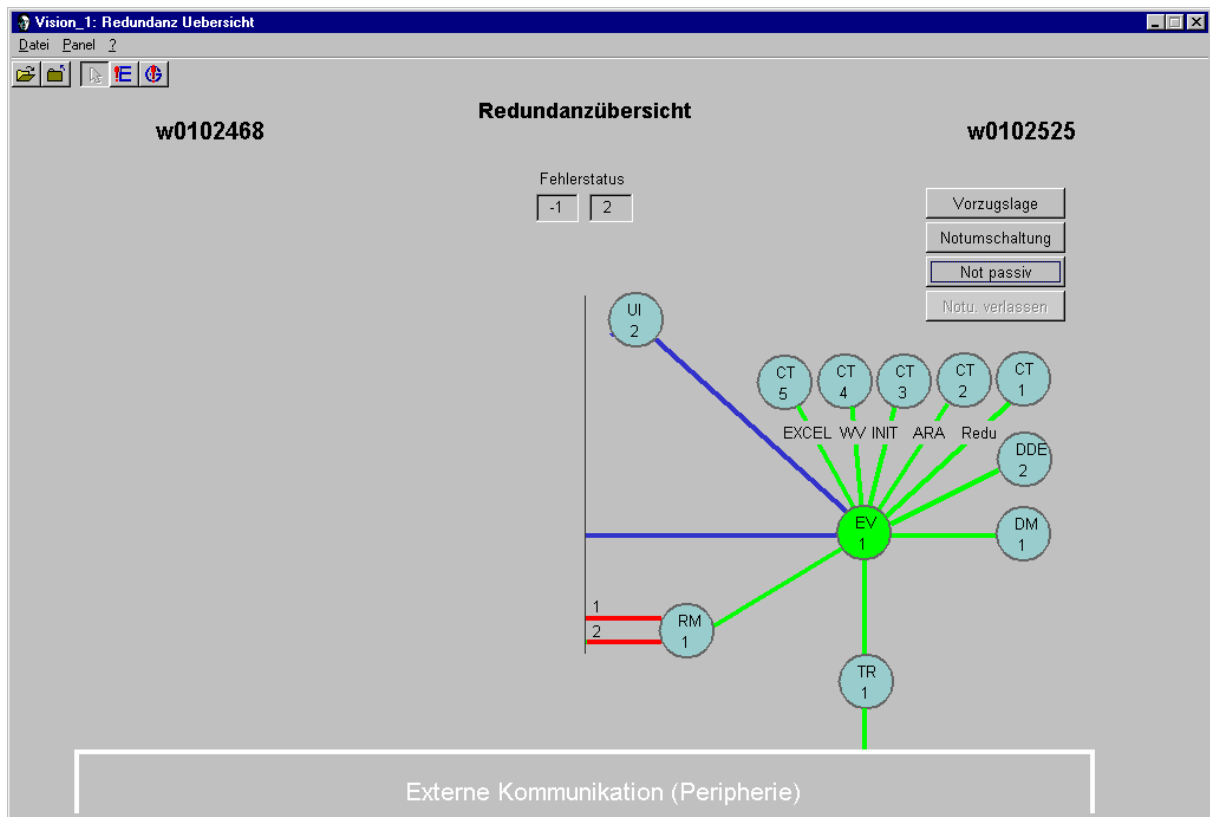 Vision_1: Redundanz Uebersicht
Datei Panel ?
Redundanzübersicht
w0102468
w0102525
Fehlerstatus
-1 2
Vorzugslage
Notumschaltung
Not passiv
Notu. verlassen
UI
2
CT
5
CT
4
CT
3
CT
2
CT
1
EXCEL WV INIT ARA Redu
DDE
2
EV
1
DM
1
1
2
RM
1
TR
1
Externe Kommunikation (Peripherie)